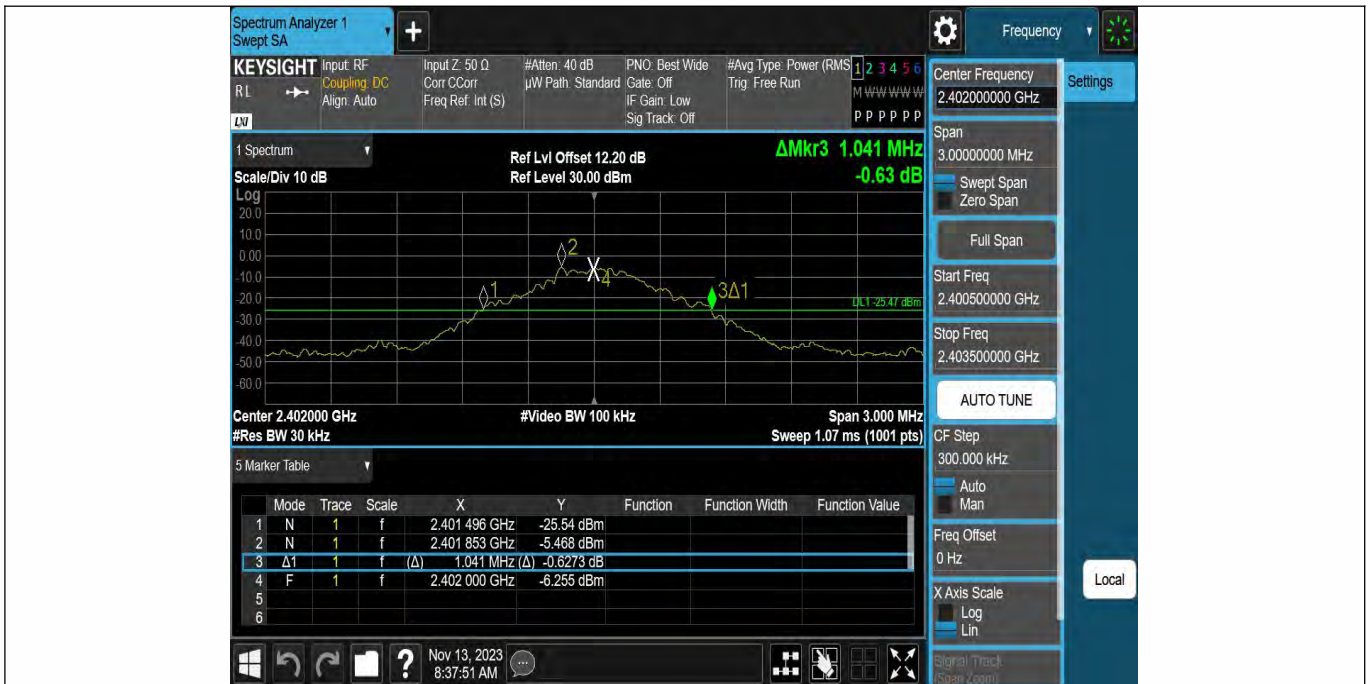 Spectrum Analyzer 1
Swept SA
+
Frequency
KEYSIGHT
RL
LXI
Input: RF
Coupling: DC
Align: Auto
Input Z: 50 Ω
Corr CCorr
Freq Ref: Int (S)
#Atten: 40 dB
µW Path: Standard
PNO: Best Wide
Gate: Off
IF Gain: Low
Sig Track: Off
#Avg Type: Power (RMS
Trig: Free Run
1 2 3 4 5 6
M W W W W W
P P P P P P
1 Spectrum
Scale/Div 10 dB
Ref Lvl Offset 12.20 dB
Ref Level 30.00 dBm
ΔMkr3 1.041 MHz
-0.63 dB
Log
20.0
10.0
0.00
-10.0
-20.0
-30.0
-40.0
-50.0
-60.0
1
2
4
3Δ1
DL1 -25.47 dBm
Center 2.402000 GHz
#Video BW 100 kHz
Span 3.000 MHz
#Res BW 30 kHz
Sweep 1.07 ms (1001 pts)
5 Marker Table
Mode Trace Scale X Y Function Function Width Function Value
1 N 1 f 2.401 496 GHz -25.54 dBm
2 N 1 f 2.401 853 GHz -5.468 dBm
3 Δ1 1 f (Δ) 1.041 MHz (Δ) -0.6273 dB
4 F 1 f 2.402 000 GHz -6.255 dBm
5
6
?
Nov 13, 2023
8:37:51 AM
Center Frequency
2.402000000 GHz
Settings
Span
3.00000000 MHz
Swept Span
Zero Span
Full Span
Start Freq
2.400500000 GHz
Stop Freq
2.403500000 GHz
AUTO TUNE
CF Step
300.000 kHz
Auto
Man
Freq Offset
0 Hz
Local
X Axis Scale
Log
Lin
Signal Track
(Span Zoom)